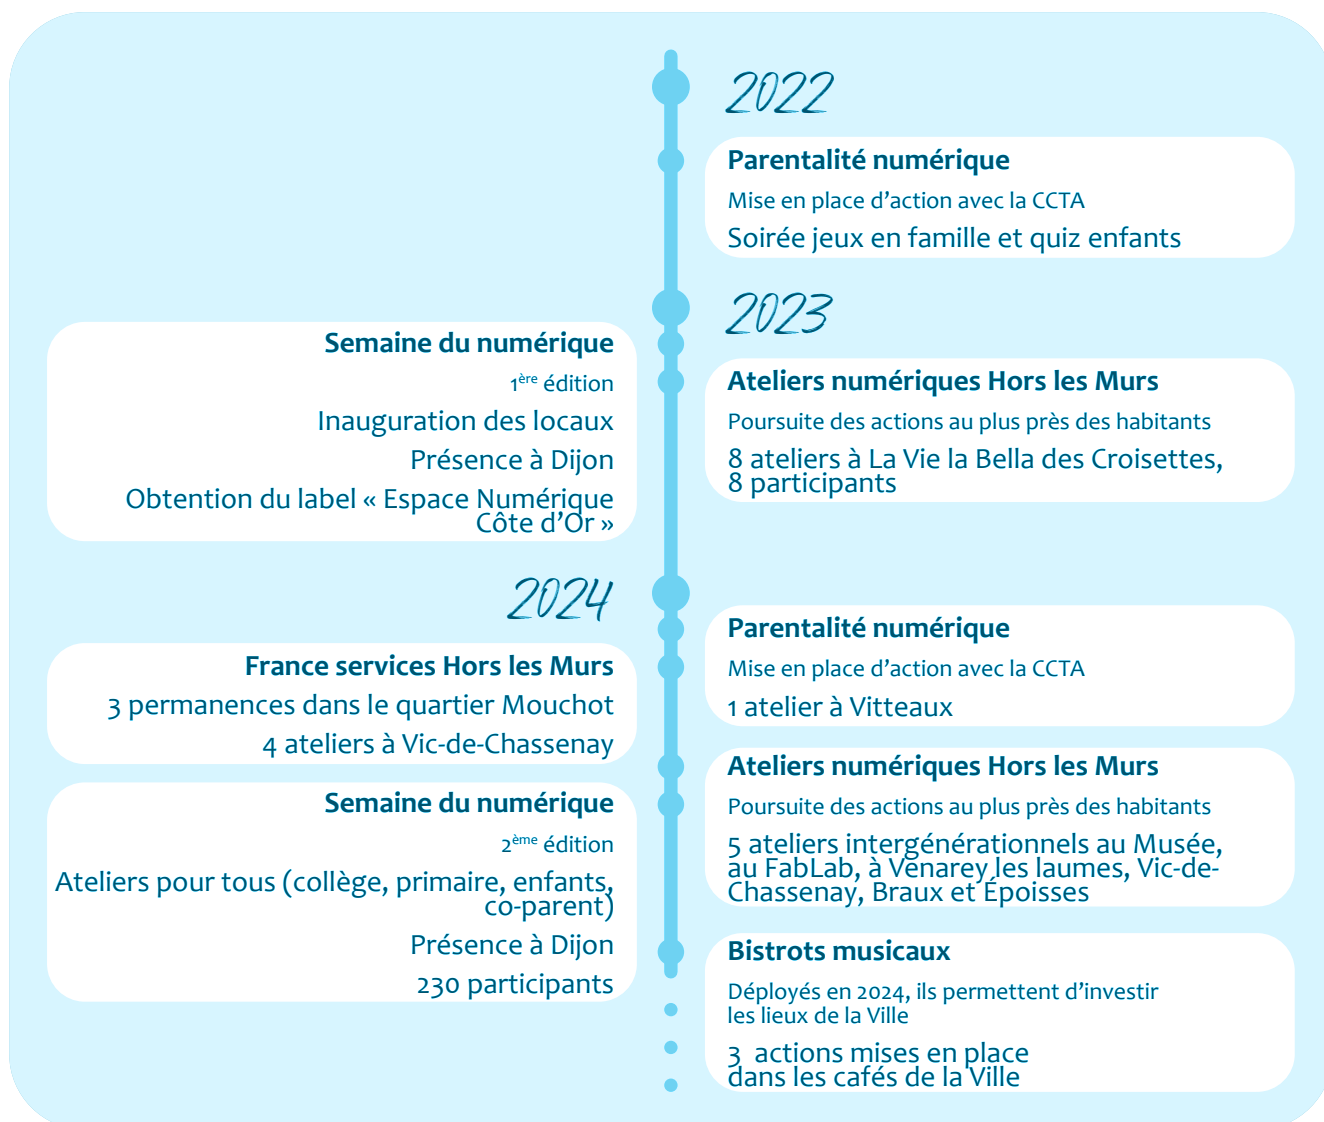 2022
Parentalité numérique
Mise en place d’action avec la CCTA
Soirée jeux en famille et quiz enfants
2023
Semaine du numérique
1ère édition
Inauguration des locaux
Présence à Dijon
Obtention du label « Espace Numérique
Côte d’Or »
Ateliers numériques Hors les Murs
Poursuite des actions au plus près des habitants
8 ateliers à La Vie la Bella des Croisettes,
8 participants
2024
France services Hors les Murs
3 permanences dans le quartier Mouchot
4 ateliers à Vic-de-Chassenay
Semaine du numérique
2ème édition
Ateliers pour tous (collège, primaire, enfants,
co-parent)
Présence à Dijon
230 participants
Parentalité numérique
Mise en place d’action avec la CCTA
1 atelier à Vitteaux
Ateliers numériques Hors les Murs
Poursuite des actions au plus près des habitants
5 ateliers intergénérationnels au Musée,
au FabLab, à Venarey les laumes, Vic-de-
Chassenay, Braux et Époisses
Bistrots musicaux
Déployés en 2024, ils permettent d’investir
les lieux de la Ville
3 actions mises en place
dans les cafés de la Ville